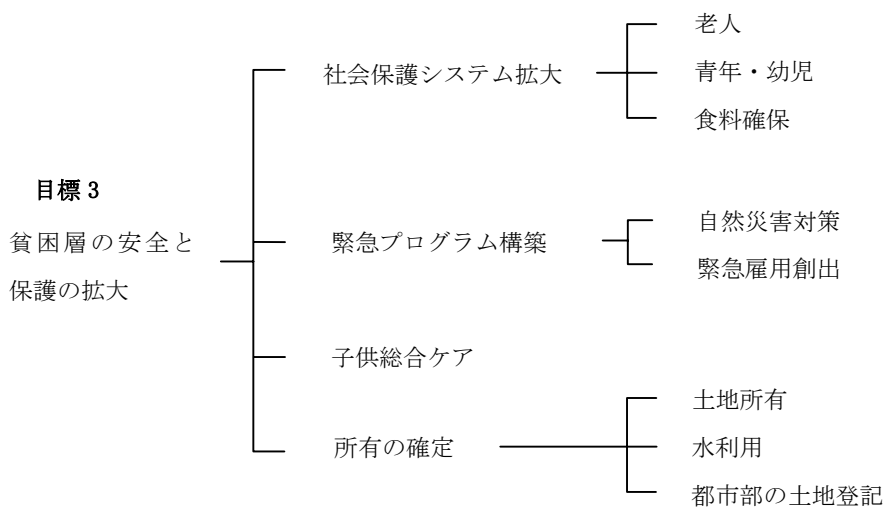 目標 3
貧困層の安全と
保護の拡大
社会保護システム拡大
老人
青年・幼児
食料確保
緊急プログラム構築
自然災害対策
緊急雇用創出
子供総合ケア
所有の確定
土地所有
水利用
都市部の土地登記